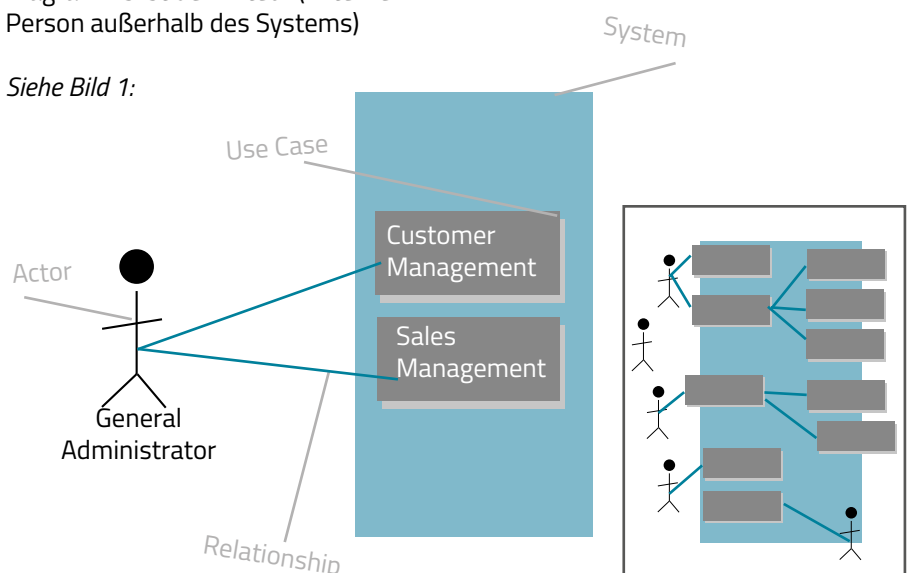 Person außerhalb des Systems)
Siehe Bild 1:
System
Use Case
Customer
Management
Actor
Sales
Management
General
Administrator
Relationship